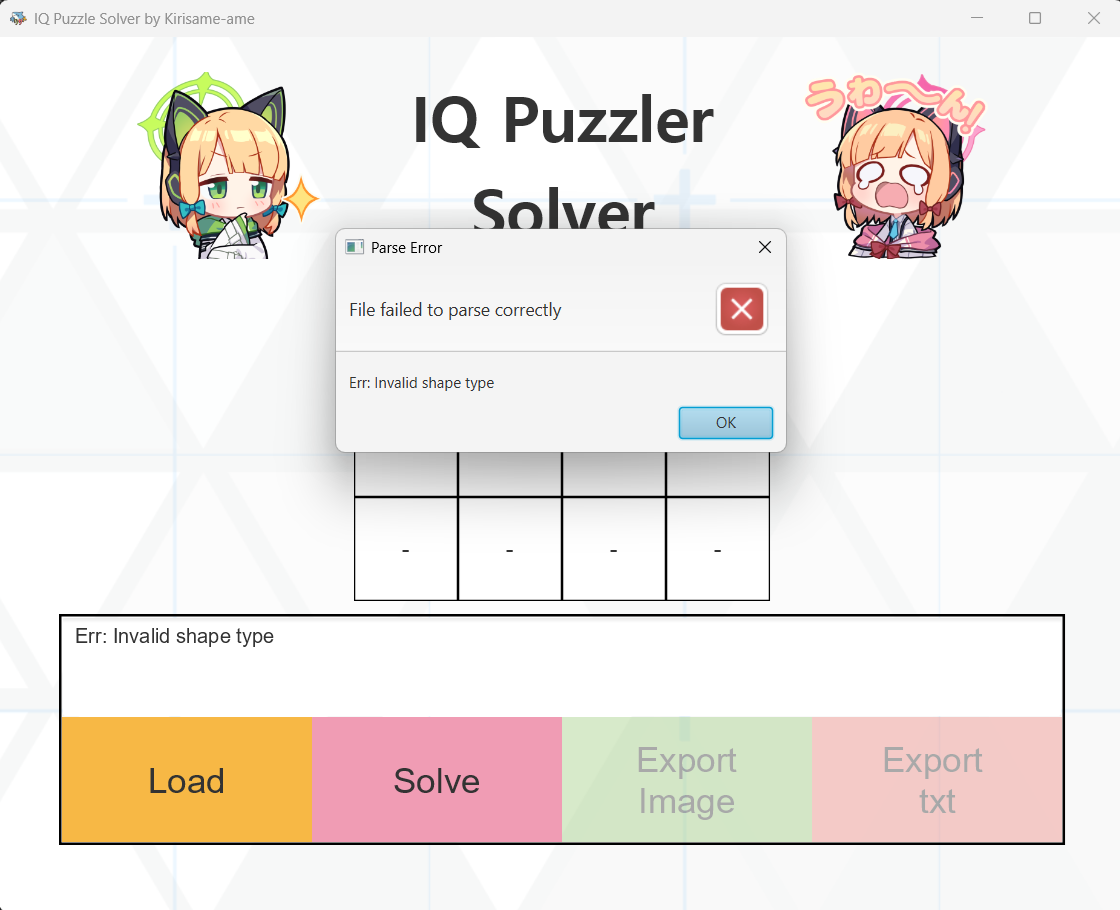 IQ Puzzle Solver by Kirisame-ame
うわ〜〜ん!
IQ Puzzler
Solver
Parse Error
File failed to parse correctly
Err: Invalid shape type
OK
- - - -
Err: Invalid shape type
Load
Solve
Export
Image
Export
txt